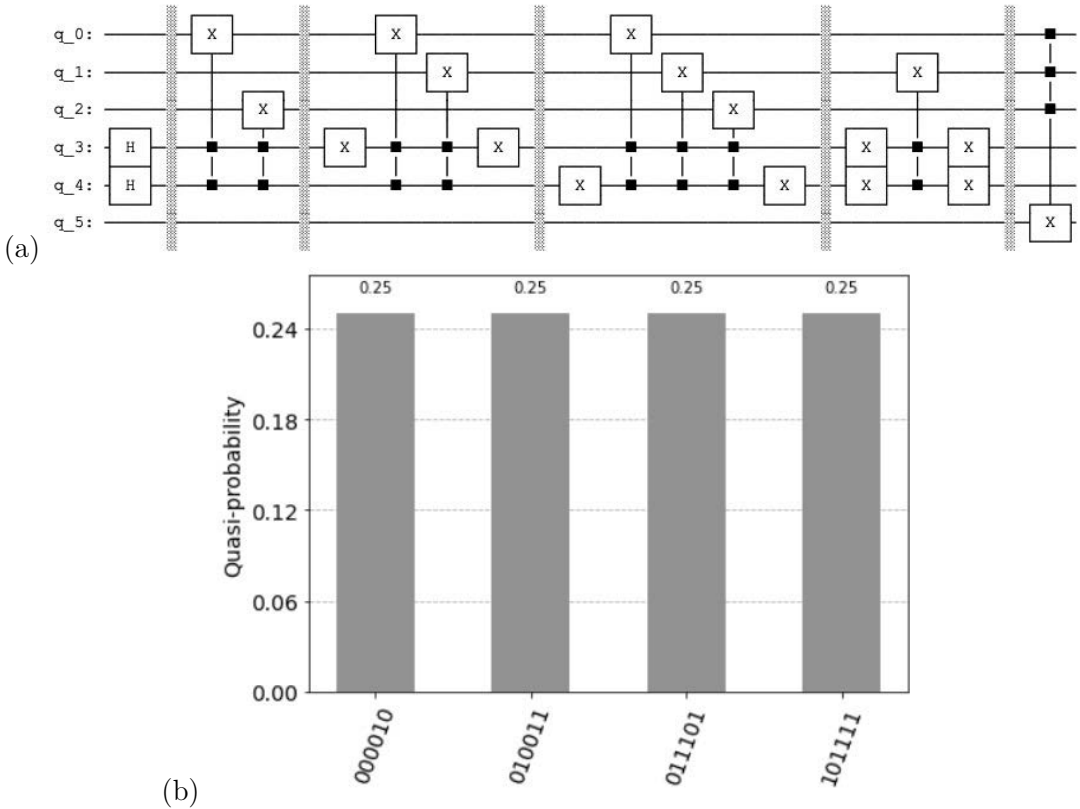 q_0: X X X
q_1: X X X
q_2: X X
q_3: H X X X X
q_4: H X X X X
q_5: X
(a)
0.25 0.25 0.25 0.25
0.24
0.18
0.12
0.06
0.00
Quasi-probability
000010
010011
011101
101111
(b)